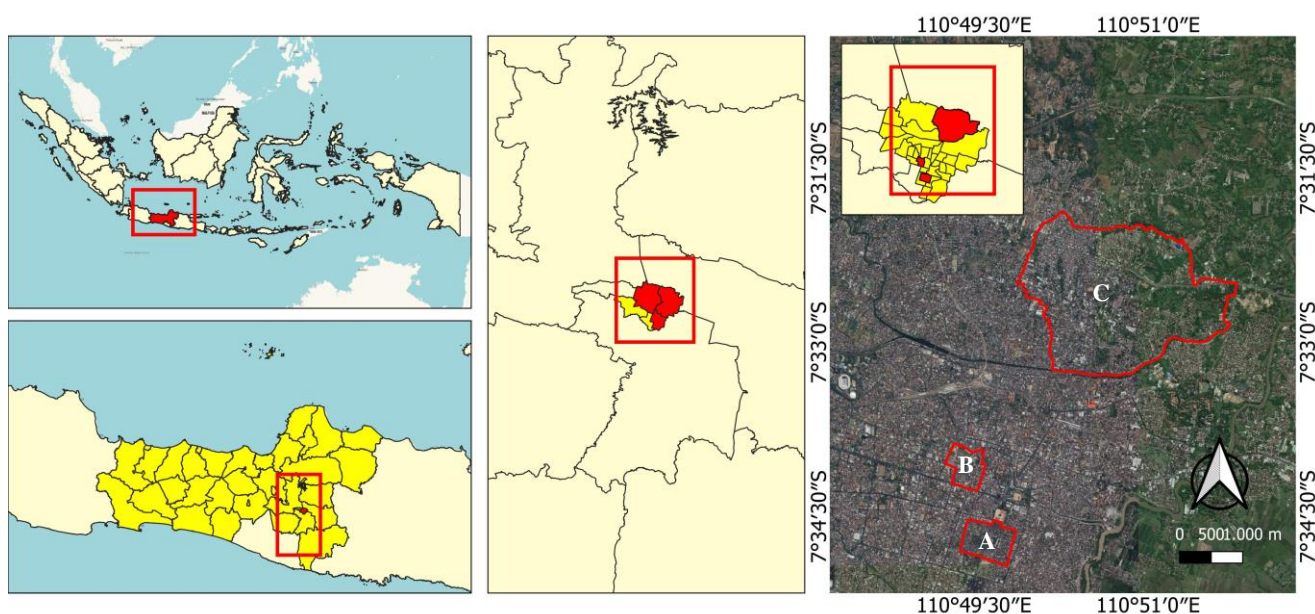 110°49′30″E 110°51′0″E
7°31′30″S 7°31′30″S
C
7°33′0″S 7°33′0″S
B
7°34′30″S 7°34′30″S
A
0 5001.000 m
110°49′30″E 110°51′0″E